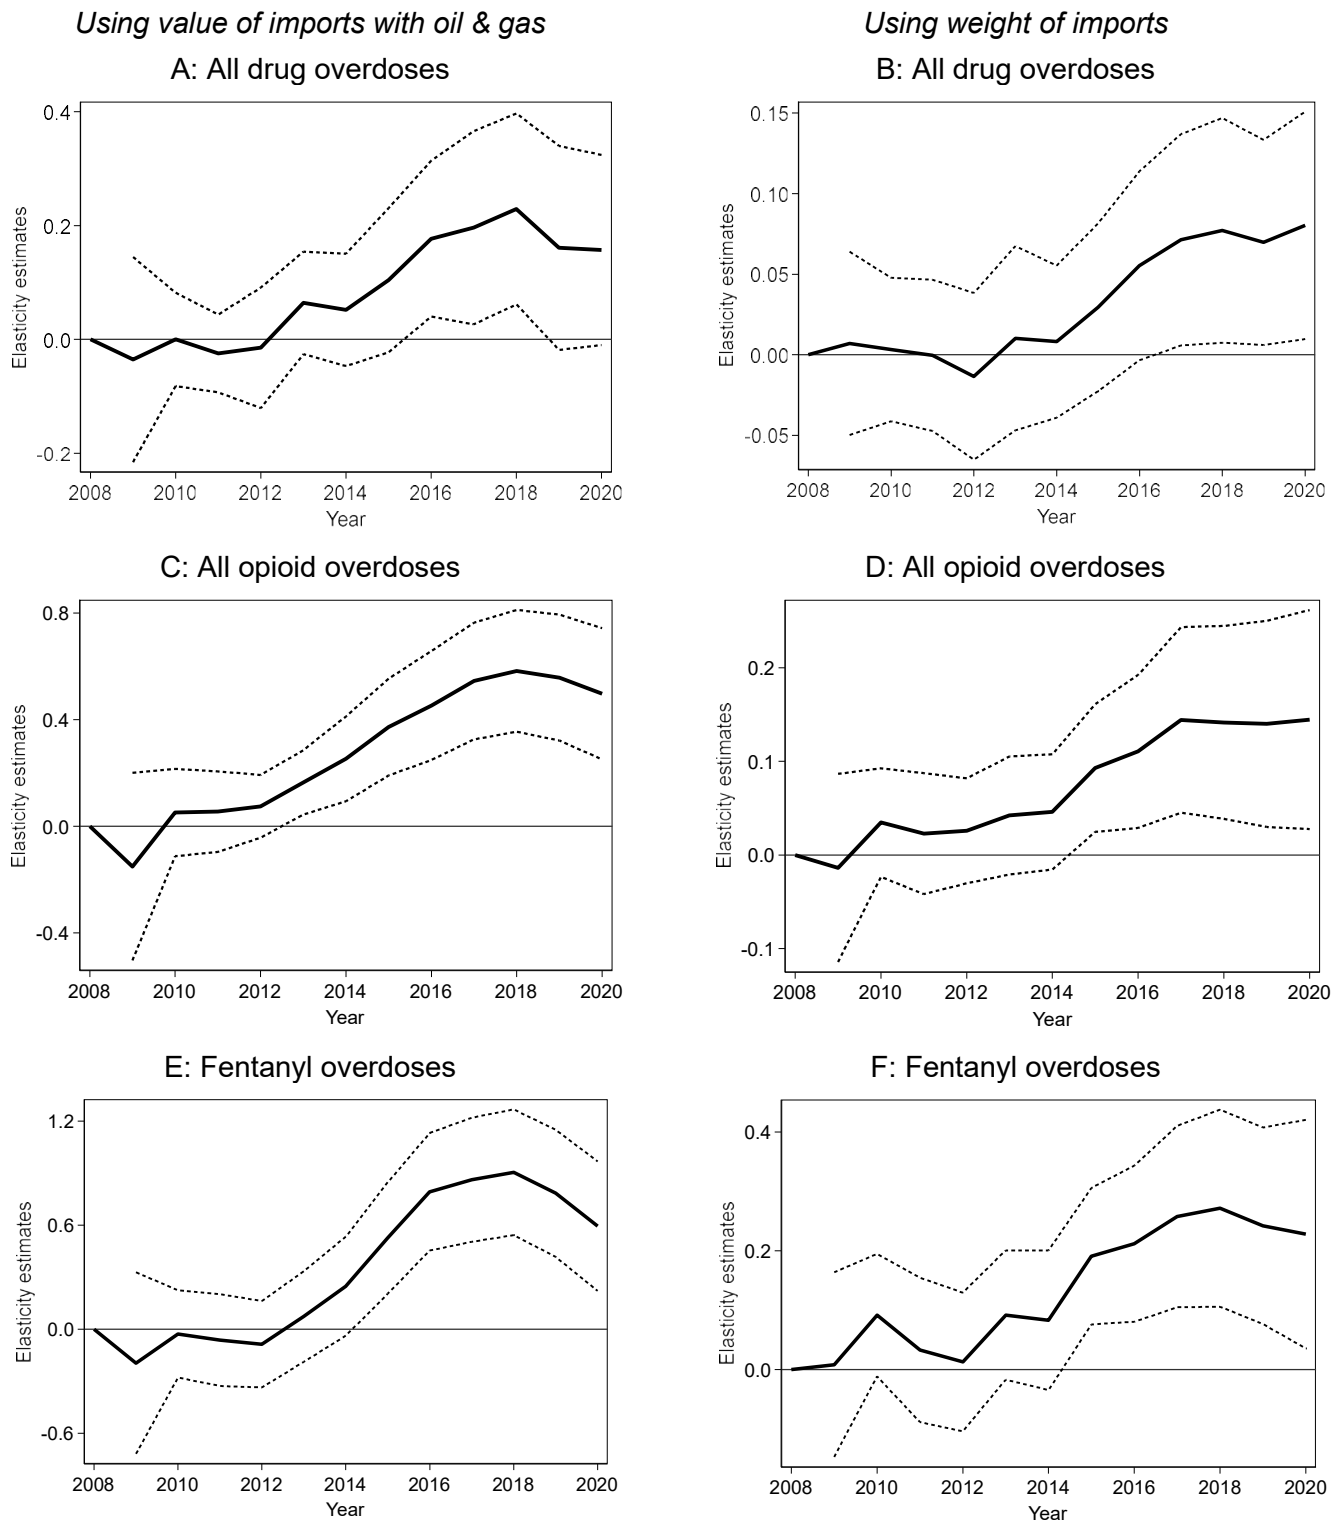 Using value of imports with oil & gas
Using weight of imports
A: All drug overdoses
Elasticity estimates
0.4
0.2
0.0
-0.2
2008 2010 2012 2014 2016 2018 2020
Year
B: All drug overdoses
Elasticity estimates
0.15
0.10
0.05
0.00
-0.05
2008 2010 2012 2014 2016 2018 2020
Year
C: All opioid overdoses
Elasticity estimates
0.8
0.4
0.0
-0.4
2008 2010 2012 2014 2016 2018 2020
Year
D: All opioid overdoses
Elasticity estimates
0.2
0.1
0.0
-0.1
2008 2010 2012 2014 2016 2018 2020
Year
E: Fentanyl overdoses
Elasticity estimates
1.2
0.6
0.0
-0.6
2008 2010 2012 2014 2016 2018 2020
Year
F: Fentanyl overdoses
Elasticity estimates
0.4
0.2
0.0
2008 2010 2012 2014 2016 2018 2020
Year